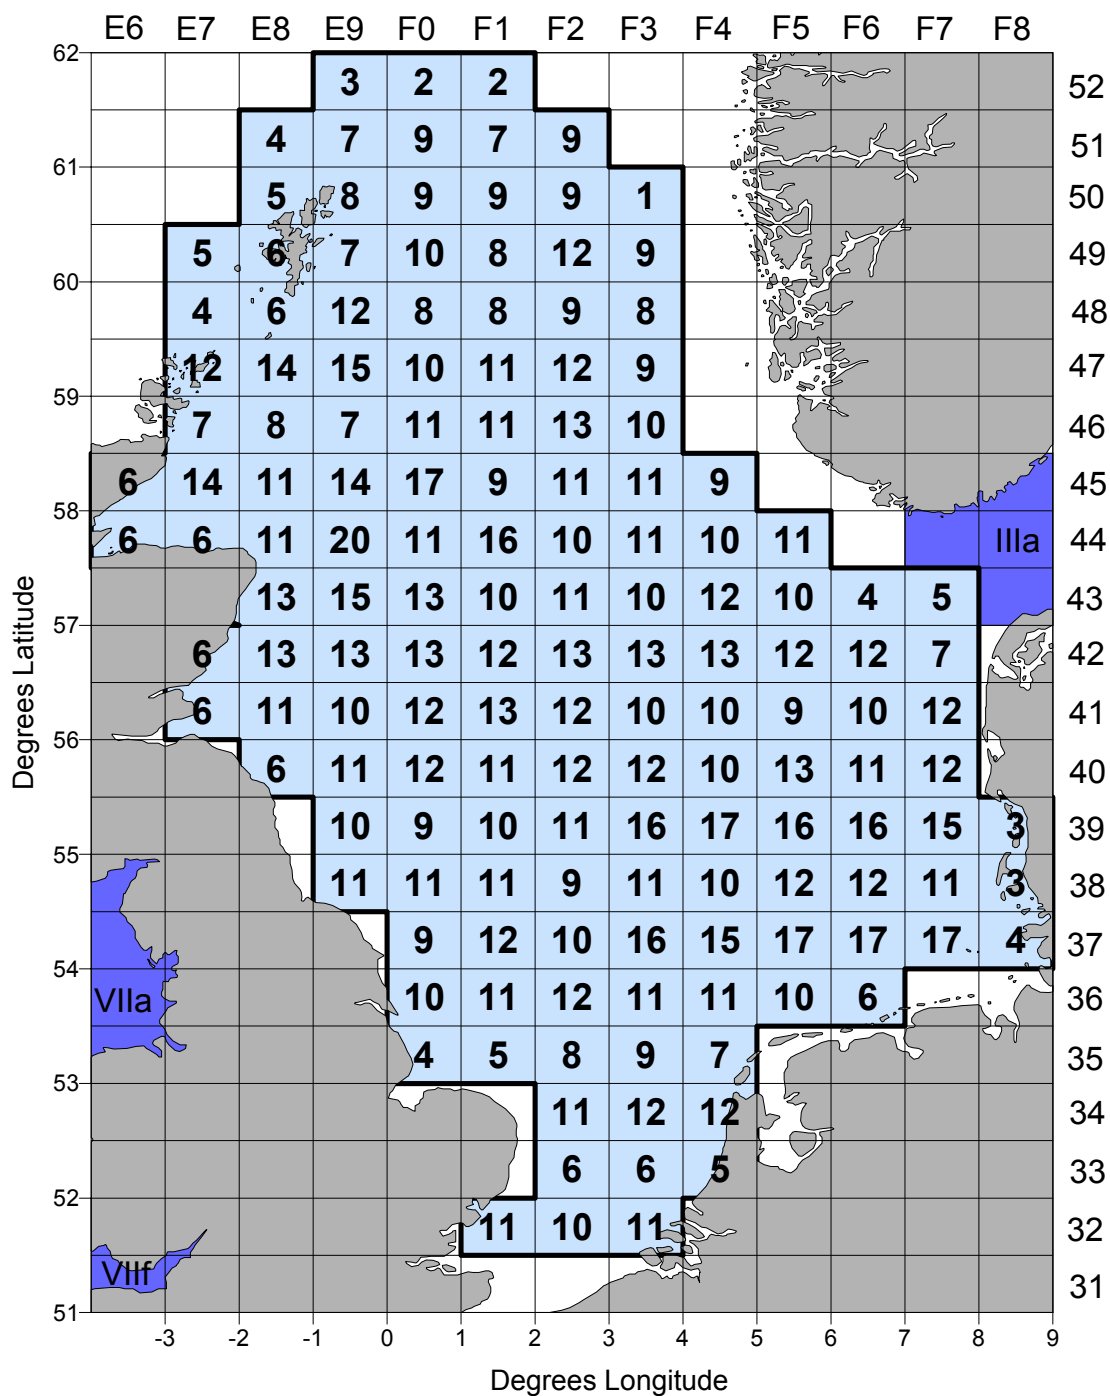 E6 E7 E8 E9 F0 F1 F2 F3 F4 F5 F6 F7 F8
62
3 2 2 52
4 7 9 7 9 51
61
5 8 9 9 9 1 50
5 6 7 10 8 12 9 49
60
4 6 12 8 8 9 8 48
12 14 15 10 11 12 9 47
59
7 8 7 11 11 13 10 46
6 14 11 14 17 9 11 11 9 45
58
6 6 11 20 11 16 10 11 10 11 IIIa 44
13 15 13 10 11 10 12 10 4 5 43
57
6 13 13 13 12 13 13 13 12 12 7 42
6 11 10 12 13 12 10 10 9 10 12 41
56
6 11 12 11 12 12 10 13 11 12 40
10 9 10 11 16 17 16 16 15 3 39
55
11 11 11 9 11 10 12 12 11 3 38
9 12 10 16 15 17 17 17 4 37
54
VIIa 10 11 12 11 11 10 6 36
4 5 8 9 7 35
53
11 12 12 34
6 6 5 33
52
11 10 11 32
VIIf 31
51
-3 -2 -1 0 1 2 3 4 5 6 7 8 9
Degrees Longitude
Degrees Latitude